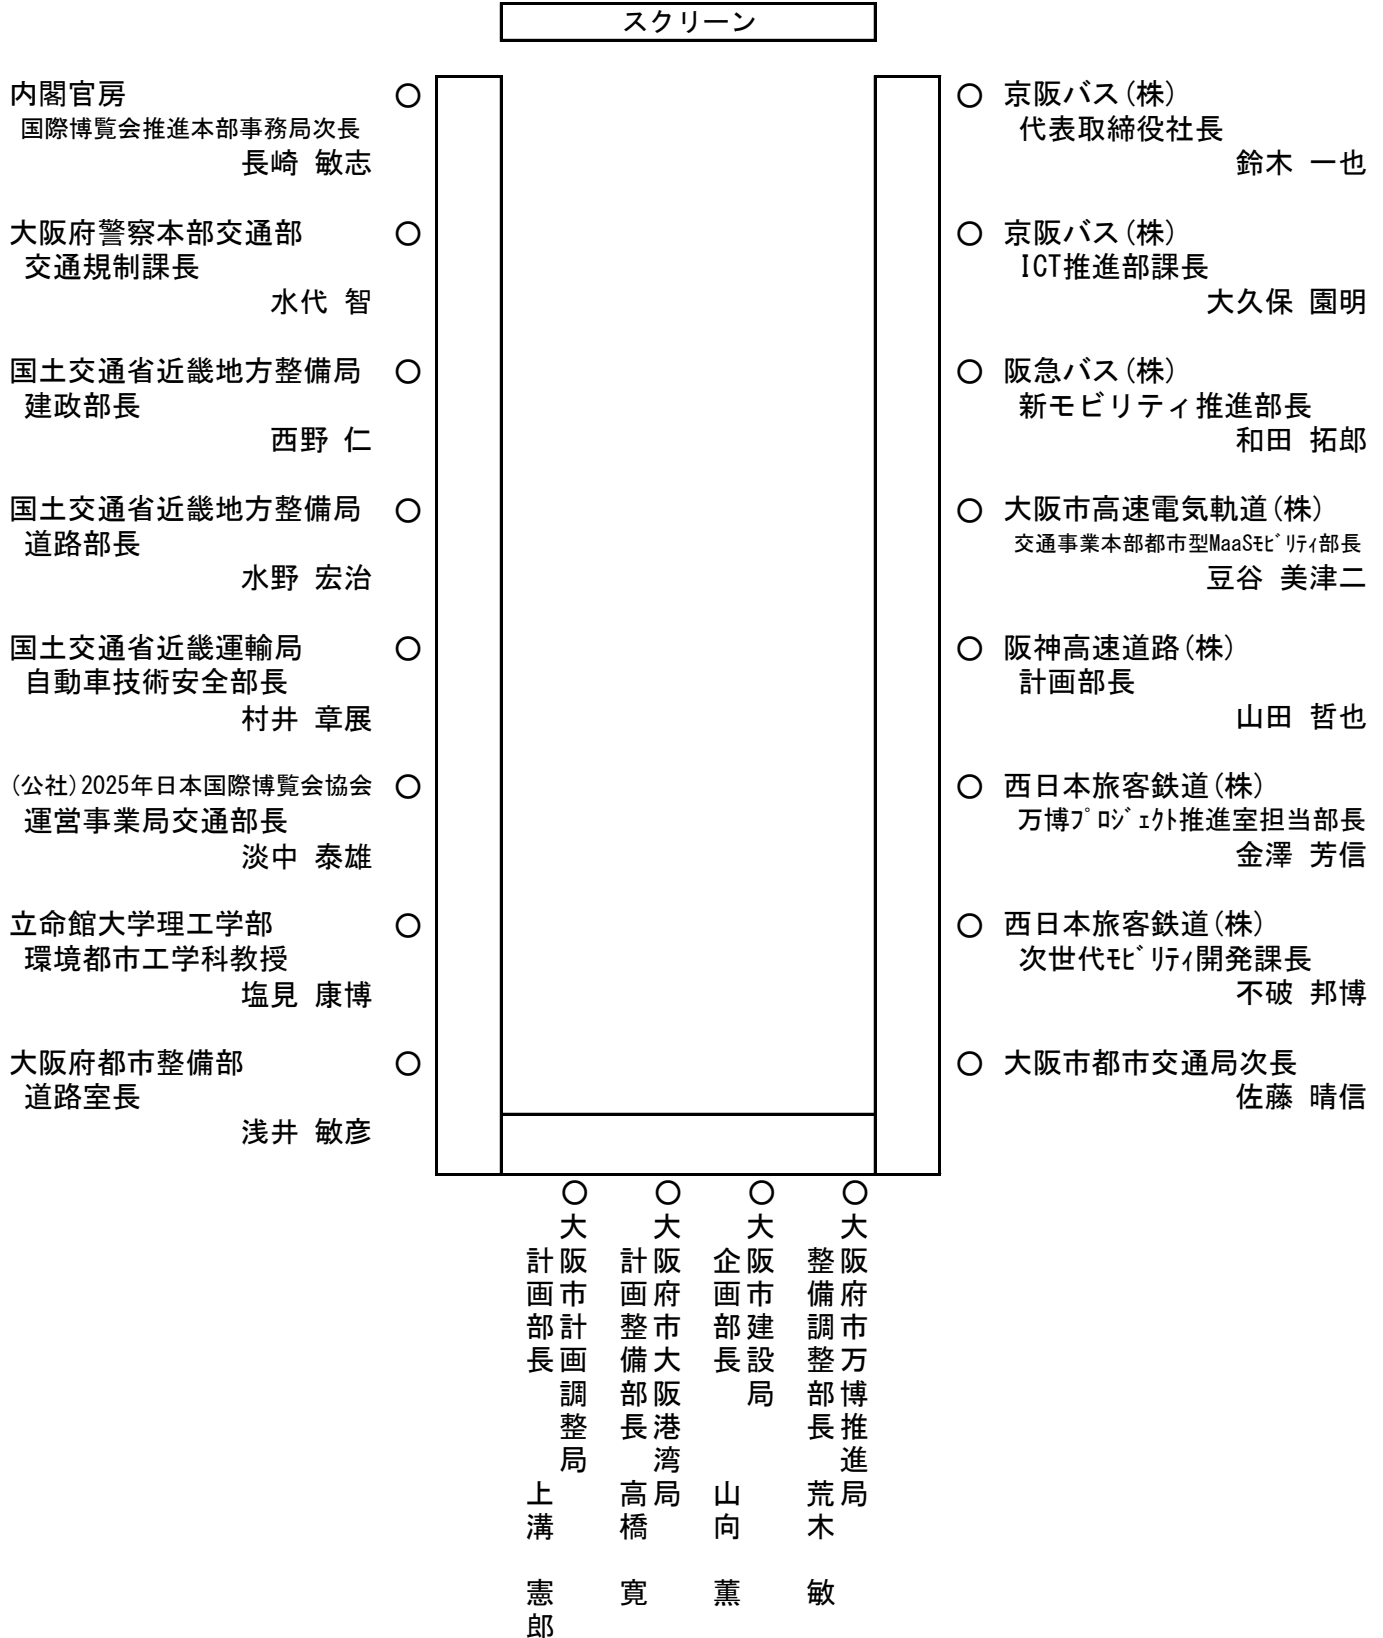 スクリーン
内閣官房 ○
国際博覧会推進本部事務局次長
長崎 敏志
大阪府警察本部交通部 ○
交通規制課長
水代 智
国土交通省近畿地方整備局 ○
建政部長
西野 仁
国土交通省近畿地方整備局 ○
道路部長
水野 宏治
国土交通省近畿運輸局 ○
自動車技術安全部長
村井 章展
(公社)2025年日本国際博覧会協会 ○
運営事業局交通部長
淡中 泰雄
立命館大学理工学部 ○
環境都市工学科教授
塩見 康博
大阪府都市整備部 ○
道路室長
浅井 敏彦
○ 京阪バス(株)
代表取締役社長
鈴木 一也
○ 京阪バス(株)
ICT推進部課長
大久保 園明
○ 阪急バス(株)
新モビリティ推進部長
和田 拓郎
○ 大阪市高速電気軌道(株)
交通事業本部都市型MaaSﾓﾋﾞﾘﾃｨ部長
豆谷 美津二
○ 阪神高速道路(株)
計画部長
山田 哲也
○ 西日本旅客鉄道(株)
万博ﾌﾟﾛｼﾞｪｸﾄ推進室担当部長
金澤 芳信
○ 西日本旅客鉄道(株)
次世代ﾓﾋﾞﾘﾃｨ開発課長
不破 邦博
○ 大阪市都市交通局次長
佐藤 晴信
○大阪府市万博推進局
整備調整部長 荒木 敏
○大阪市建設局
企画部長 山向 薫
○大阪府市大阪港湾局
計画整備部長 高橋 寛
○大阪市計画調整局
計画部長 上溝 憲郎